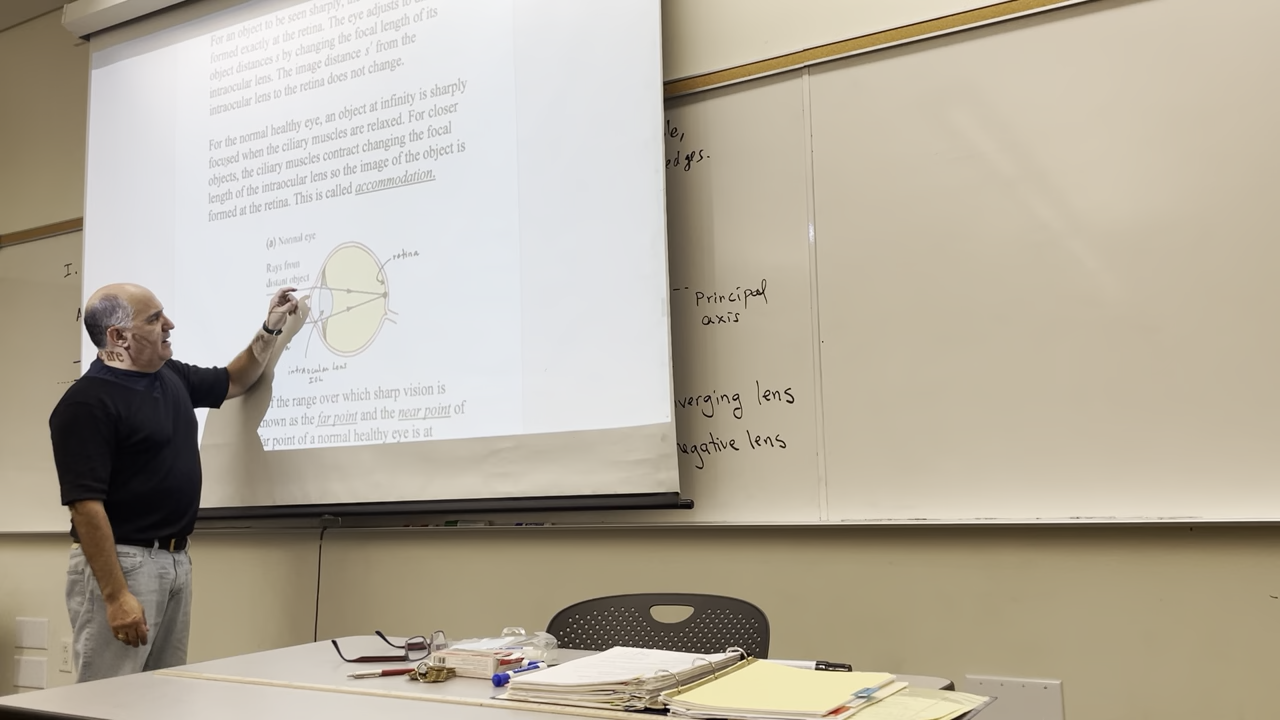 For an object to be seen sharply,
formed exactly at the retina. The eye adjusts to
object distances s by changing the focal length of its
intraocular lens. The image distance s' from the
intraocular lens to the retina does not change.
For the normal healthy eye, an object at infinity is sharply
focused when the ciliary muscles are relaxed. For closer
objects, the ciliary muscles contract changing the focal
length of the intraocular lens so the image of the object is
formed at the retina. This is called accommodation.
(a) Normal eye
Rays from
distant object
retina
intraocular lens
IOL
f the range over which sharp vision is
nown as the far point and the near point of
ar point of a normal healthy eye is at
are
I.
le,
edges.
Principal
axis
verging lens
negative lens